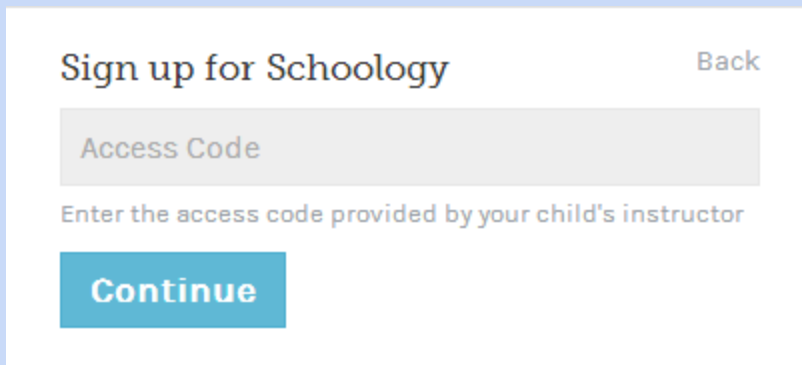 Sign up for Schoology
Back
Access Code
Enter the access code provided by your child's instructor
Continue